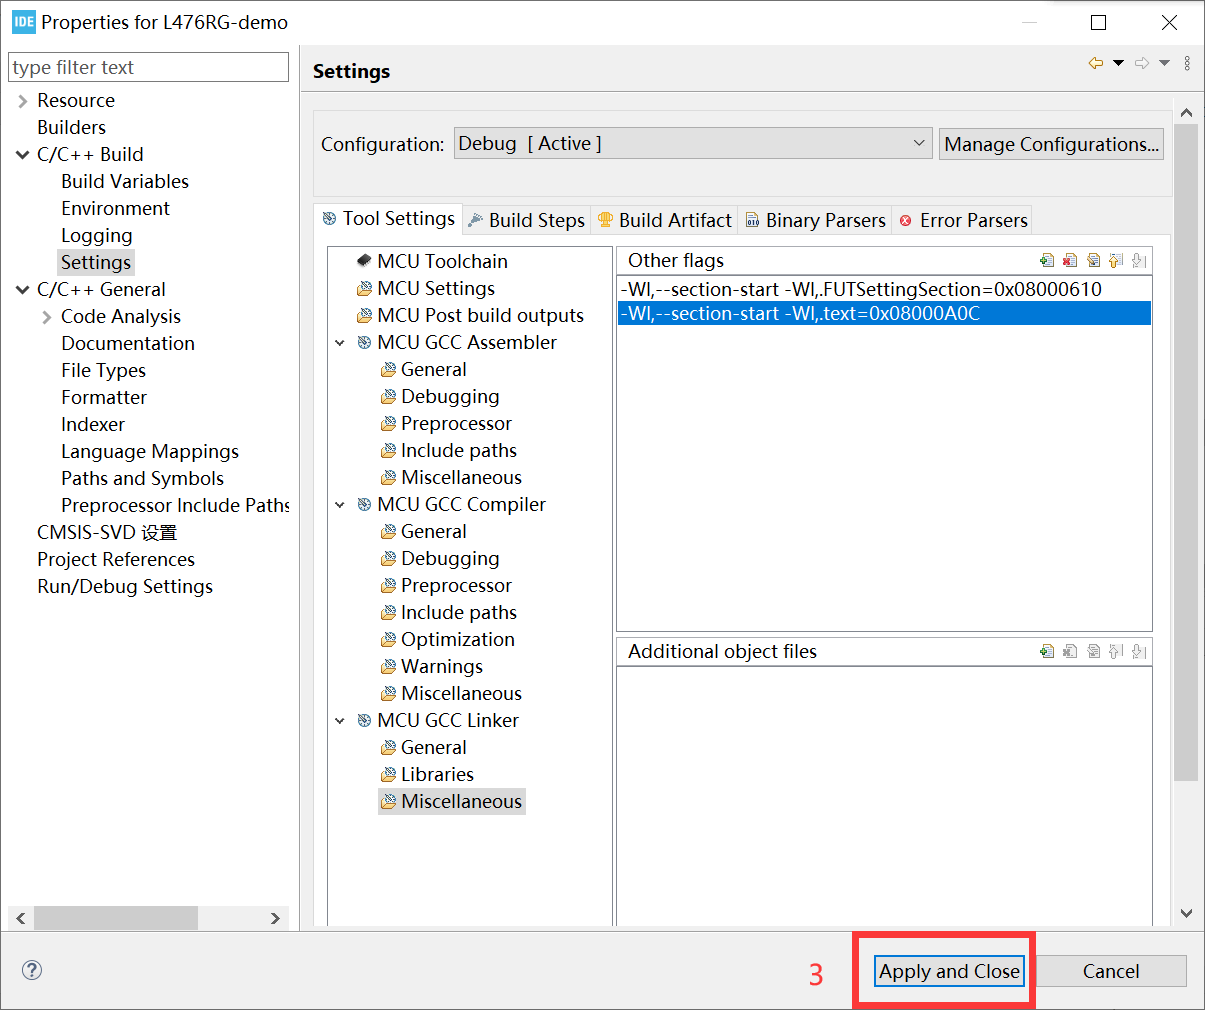 IDE Properties for L476RG-demo
type filter text
Resource
Builders
C/C++ Build
Build Variables
Environment
Logging
Settings
C/C++ General
Code Analysis
Documentation
File Types
Formatter
Indexer
Language Mappings
Paths and Symbols
Preprocessor Include Paths
CMSIS-SVD 设置
Project References
Run/Debug Settings
Settings
Configuration: Debug [ Active ] Manage Configurations...
Tool Settings Build Steps Build Artifact Binary Parsers Error Parsers
MCU Toolchain
MCU Settings
MCU Post build outputs
MCU GCC Assembler
General
Debugging
Preprocessor
Include paths
Miscellaneous
MCU GCC Compiler
General
Debugging
Preprocessor
Include paths
Optimization
Warnings
Miscellaneous
MCU GCC Linker
General
Libraries
Miscellaneous
Other flags
-Wl,--section-start -Wl,.FUTSettingSection=0x08000610
-Wl,--section-start -Wl,.text=0x08000A0C
Additional object files
3 Apply and Close Cancel